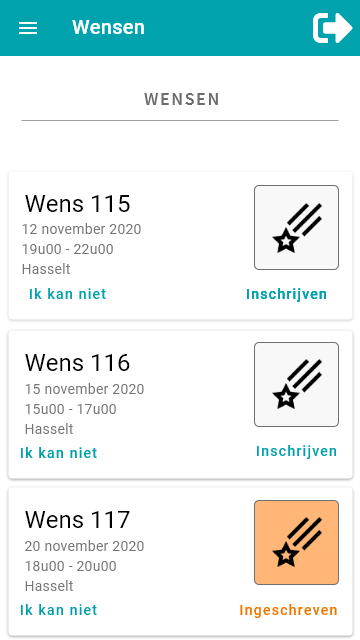 Wensen
WENSEN
Wens 115
12 november 2020
19u00 - 22u00
Hasselt
Ik kan niet
Inschrijven
Wens 116
15 november 2020
15u00 - 17u00
Hasselt
Ik kan niet
Inschrijven
Wens 117
20 november 2020
18u00 - 20u00
Hasselt
Ik kan niet
Ingeschreven